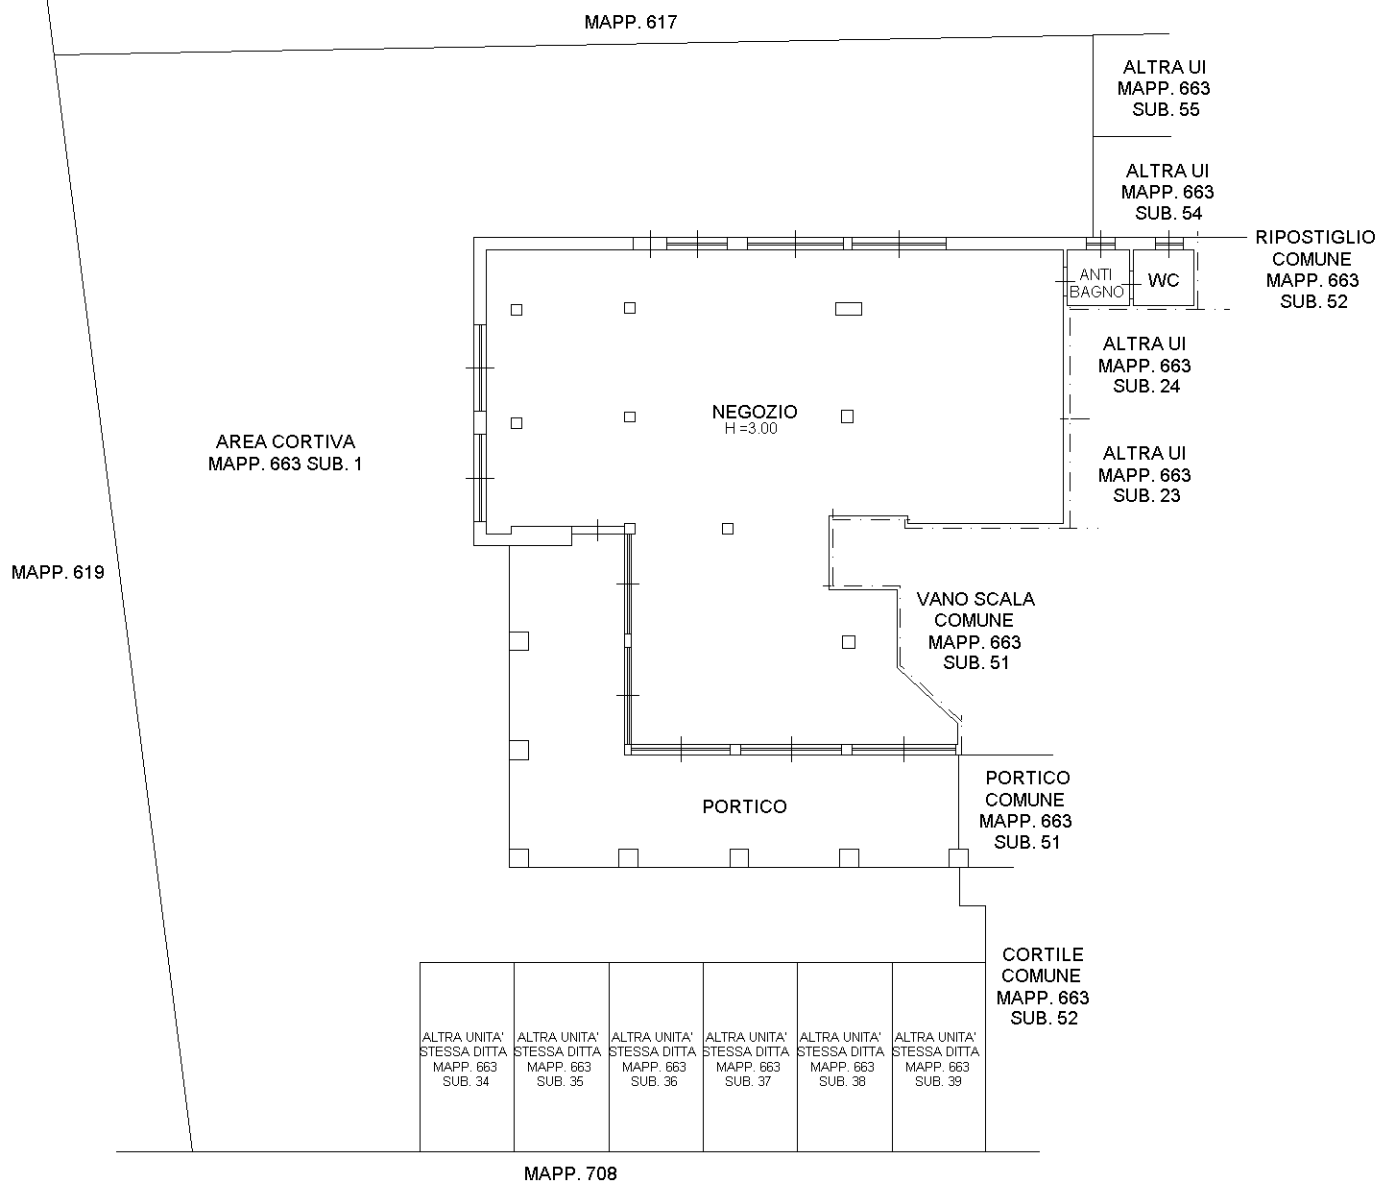 MAPP. 617
ALTRA UI
MAPP. 663
SUB. 55
ALTRA UI
MAPP. 663
SUB. 54
RIPOSTIGLIO
COMUNE
MAPP. 663
SUB. 52
ANTI
BAGNO
WC
ALTRA UI
MAPP. 663
SUB. 24
NEGOZIO
H =3.00
AREA CORTIVA
MAPP. 663 SUB. 1
ALTRA UI
MAPP. 663
SUB. 23
MAPP. 619
VANO SCALA
COMUNE
MAPP. 663
SUB. 51
PORTICO
PORTICO
COMUNE
MAPP. 663
SUB. 51
CORTILE
COMUNE
MAPP. 663
SUB. 52
ALTRA UNITA'
STESSA DITTA
MAPP. 663
SUB. 34
ALTRA UNITA'
STESSA DITTA
MAPP. 663
SUB. 35
ALTRA UNITA'
STESSA DITTA
MAPP. 663
SUB. 36
ALTRA UNITA'
STESSA DITTA
MAPP. 663
SUB. 37
ALTRA UNITA'
STESSA DITTA
MAPP. 663
SUB. 38
ALTRA UNITA'
STESSA DITTA
MAPP. 663
SUB. 39
MAPP. 708